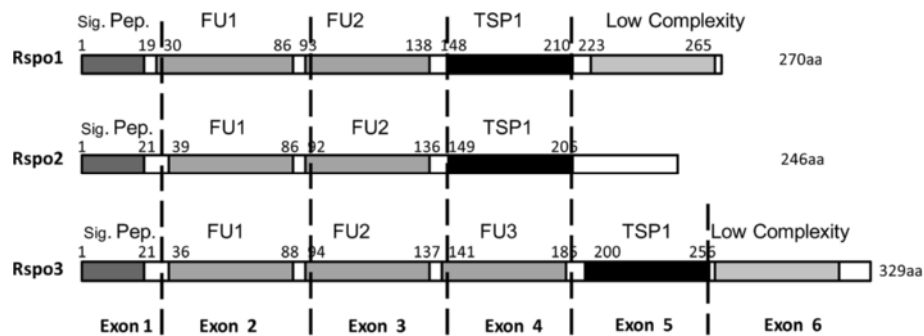 Sig. Pep. FU1 FU2 TSP1 Low Complexity
1 19 30 86 93 138 148 210 223 265
Rspo1 270aa
Sig. Pep. FU1 FU2 TSP1
1 21 39 86 92 136 149 206
Rspo2 246aa
Sig. Pep. FU1 FU2 FU3 TSP1 Low Complexity
1 21 36 88 94 137 141 186 200 256
Rspo3 329aa
Exon 1 Exon 2 Exon 3 Exon 4 Exon 5 Exon 6